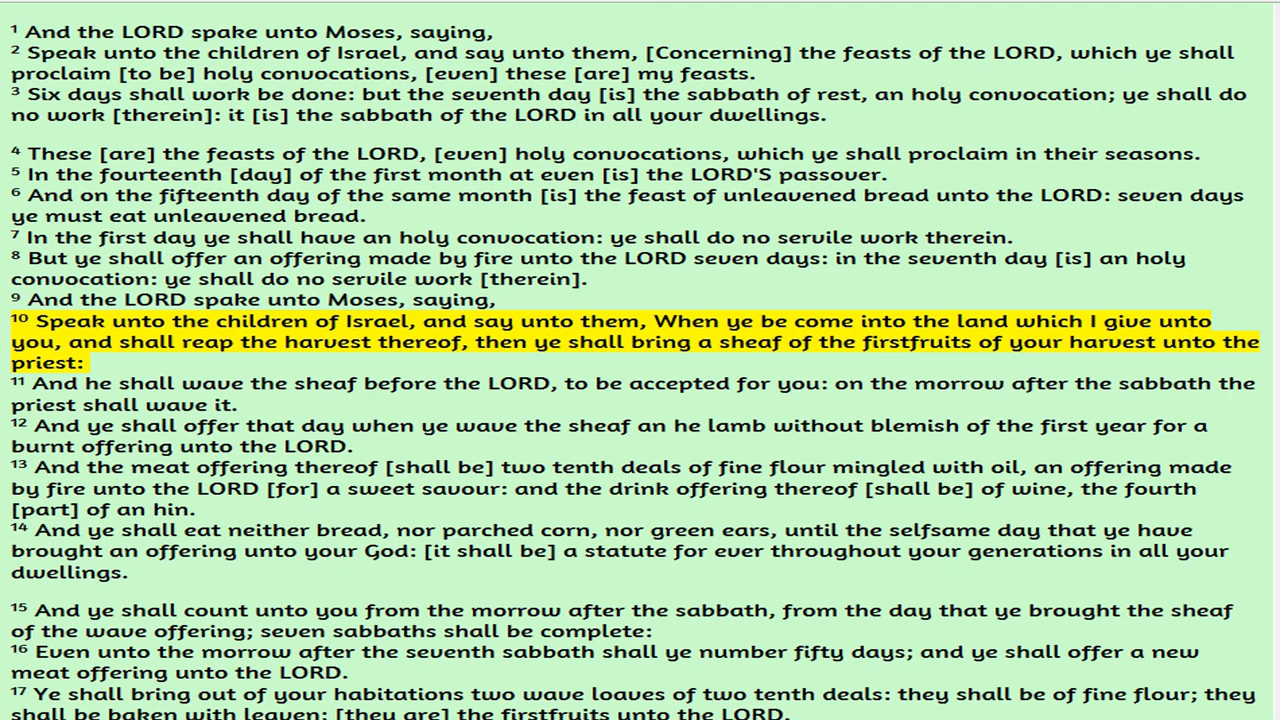 ¹ And the LORD spake unto Moses, saying,
² Speak unto the children of Israel, and say unto them, [Concerning] the feasts of the LORD, which ye shall
proclaim [to be] holy convocations, [even] these [are] my feasts.
³ Six days shall work be done: but the seventh day [is] the sabbath of rest, an holy convocation; ye shall do
no work [therein]: it [is] the sabbath of the LORD in all your dwellings.
⁴ These [are] the feasts of the LORD, [even] holy convocations, which ye shall proclaim in their seasons.
⁵ In the fourteenth [day] of the first month at even [is] the LORD'S passover.
⁶ And on the fifteenth day of the same month [is] the feast of unleavened bread unto the LORD: seven days
ye must eat unleavened bread.
⁷ In the first day ye shall have an holy convocation: ye shall do no servile work therein.
⁸ But ye shall offer an offering made by fire unto the LORD seven days: in the seventh day [is] an holy
convocation: ye shall do no servile work [therein].
⁹ And the LORD spake unto Moses, saying,
¹⁰ Speak unto the children of Israel, and say unto them, When ye be come into the land which I give unto
you, and shall reap the harvest thereof, then ye shall bring a sheaf of the firstfruits of your harvest unto the
priest:
¹¹ And he shall wave the sheaf before the LORD, to be accepted for you: on the morrow after the sabbath the
priest shall wave it.
¹² And ye shall offer that day when ye wave the sheaf an he lamb without blemish of the first year for a
burnt offering unto the LORD.
¹³ And the meat offering thereof [shall be] two tenth deals of fine flour mingled with oil, an offering made
by fire unto the LORD [for] a sweet savour: and the drink offering thereof [shall be] of wine, the fourth
[part] of an hin.
¹⁴ And ye shall eat neither bread, nor parched corn, nor green ears, until the selfsame day that ye have
brought an offering unto your God: [it shall be] a statute for ever throughout your generations in all your
dwellings.
¹⁵ And ye shall count unto you from the morrow after the sabbath, from the day that ye brought the sheaf
of the wave offering; seven sabbaths shall be complete:
¹⁶ Even unto the morrow after the seventh sabbath shall ye number fifty days; and ye shall offer a new
meat offering unto the LORD.
¹⁷ Ye shall bring out of your habitations two wave loaves of two tenth deals: they shall be of fine flour; they
shall be baken with leaven; [they are] the firstfruits unto the LORD.